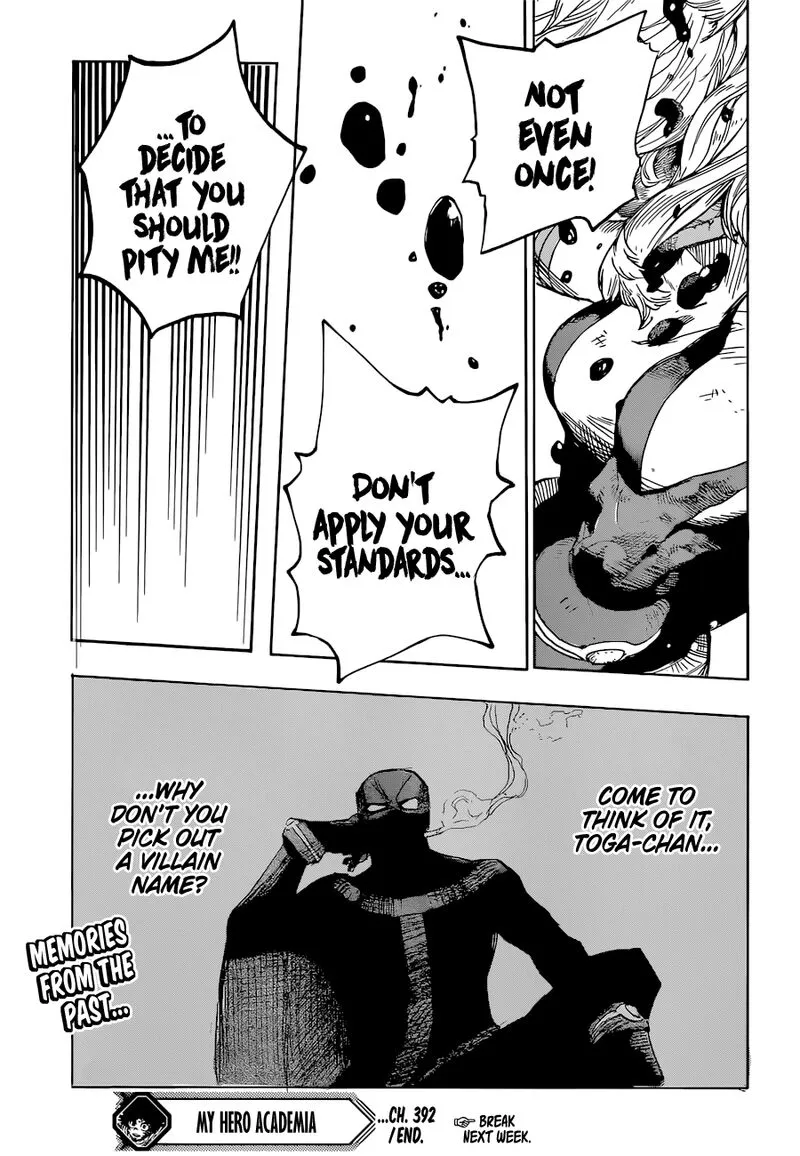 NOT
EVEN
ONCE!
DON'T
APPLY YOUR
STANDARDS...
...TO
DECIDE
THAT YOU
SHOULD
PITY ME!!
COME TO
THINK OF IT,
TOGA-CHAN...
...WHY
DON'T YOU
PICK OUT
A VILLAIN
NAME?
MEMORIES
FROM THE
PAST...
MY HERO ACADEMIA
...CH. 392
/END.
☞ BREAK
NEXT WEEK.